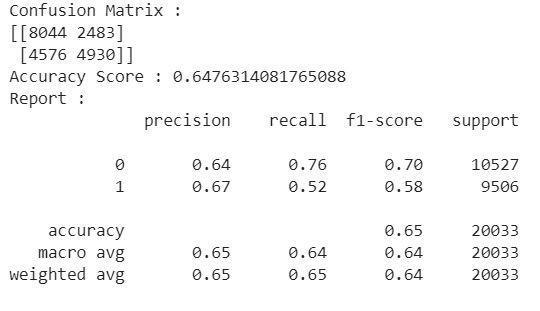 Confusion Matrix :
[[8044 2483]
 [4576 4930]]
Accuracy Score : 0.6476314081765088
Report :
              precision    recall  f1-score   support

           0       0.64      0.76      0.70     10527
           1       0.67      0.52      0.58      9506

    accuracy                           0.65     20033
   macro avg       0.65      0.64      0.64     20033
weighted avg       0.65      0.65      0.64     20033